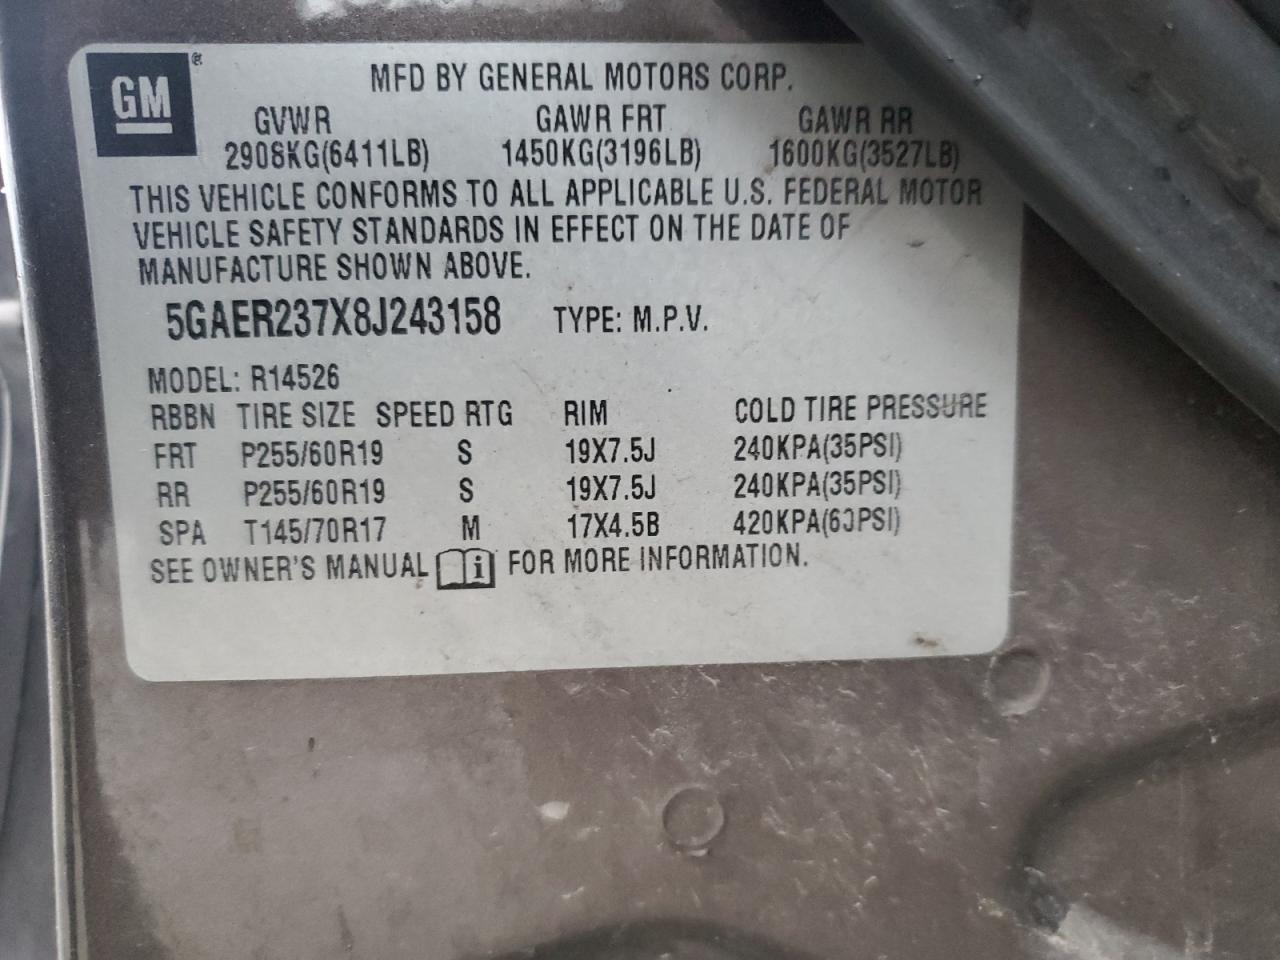 GM®
MFD BY GENERAL MOTORS CORP.
GVWR GAWR FRT GAWR RR
2908KG(6411LB) 1450KG(3196LB) 1600KG(3527LB)
THIS VEHICLE CONFORMS TO ALL APPLICABLE U.S. FEDERAL MOTOR
VEHICLE SAFETY STANDARDS IN EFFECT ON THE DATE OF
MANUFACTURE SHOWN ABOVE.
5GAER237X8J243158 TYPE: M.P.V.
MODEL: R14526
RBBN TIRE SIZE SPEED RTG RIM COLD TIRE PRESSURE
FRT P255/60R19 S 19X7.5J 240KPA(35PSI)
RR P255/60R19 S 19X7.5J 240KPA(35PSI)
SPA T145/70R17 M 17X4.5B 420KPA(60PSI)
SEE OWNER'S MANUAL i FOR MORE INFORMATION.